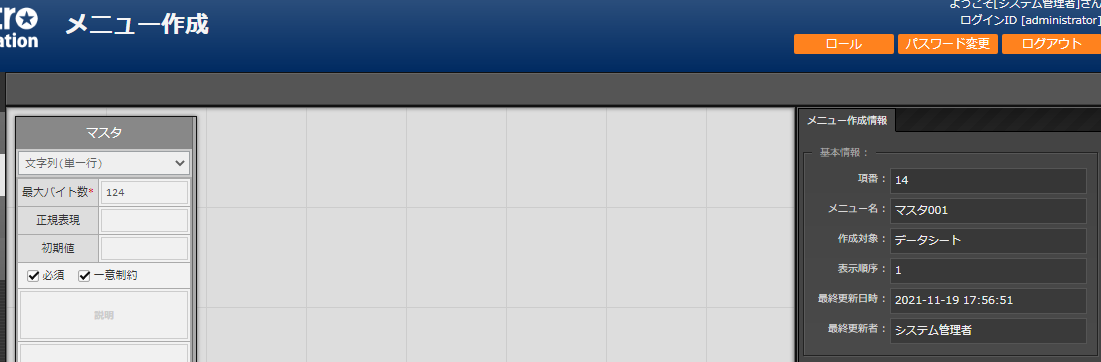 ようこそ[システム管理者]さん
ログインID [administrator]
ation
メニュー作成
ロール パスワード変更 ログアウト
マスタ
文字列(単一行)
最大バイト数* 124
正規表現
初期値
必須 一意制約
説明
メニュー作成情報
基本情報：
項番： 14
メニュー名： マスタ001
作成対象： データシート
表示順序： 1
最終更新日時： 2021-11-19 17:56:51
最終更新者： システム管理者